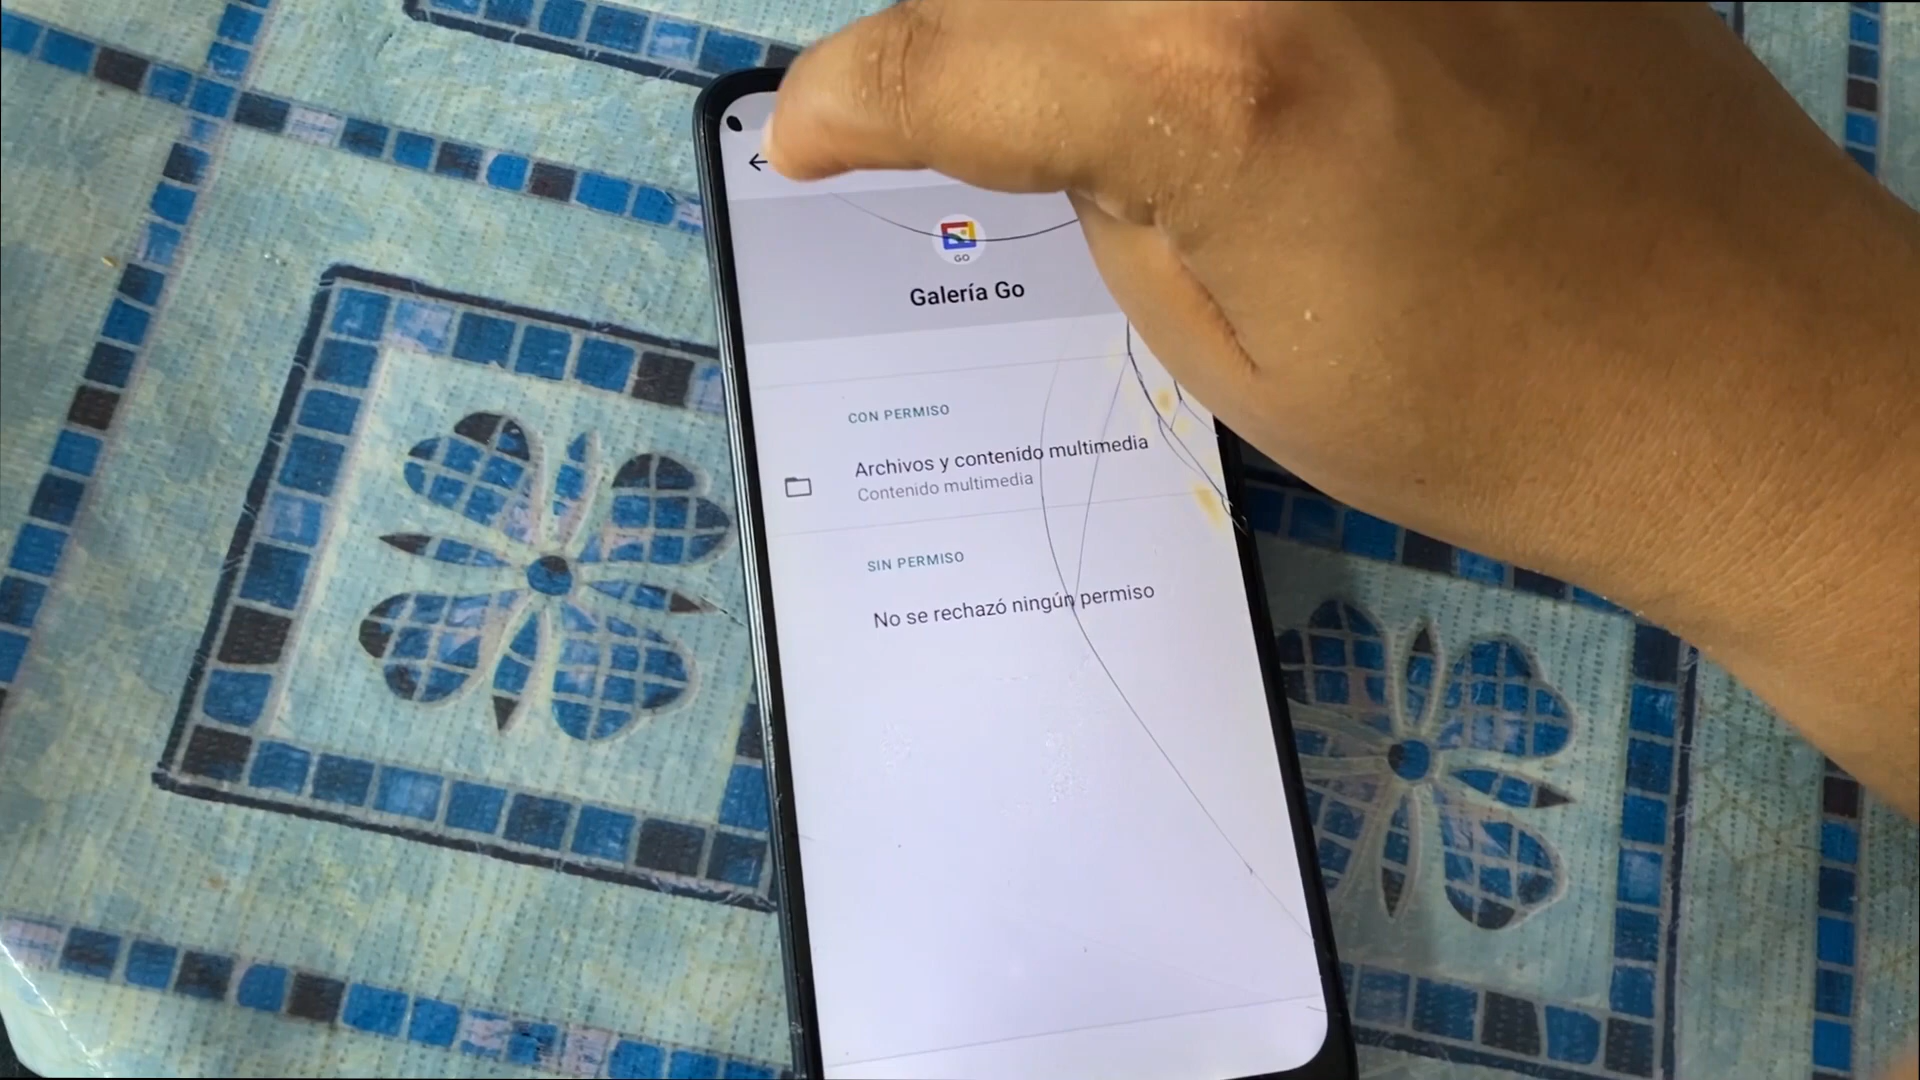 GO
Galería Go
CON PERMISO
Archivos y contenido multimedia
Contenido multimedia
SIN PERMISO
No se rechazó ningún permiso